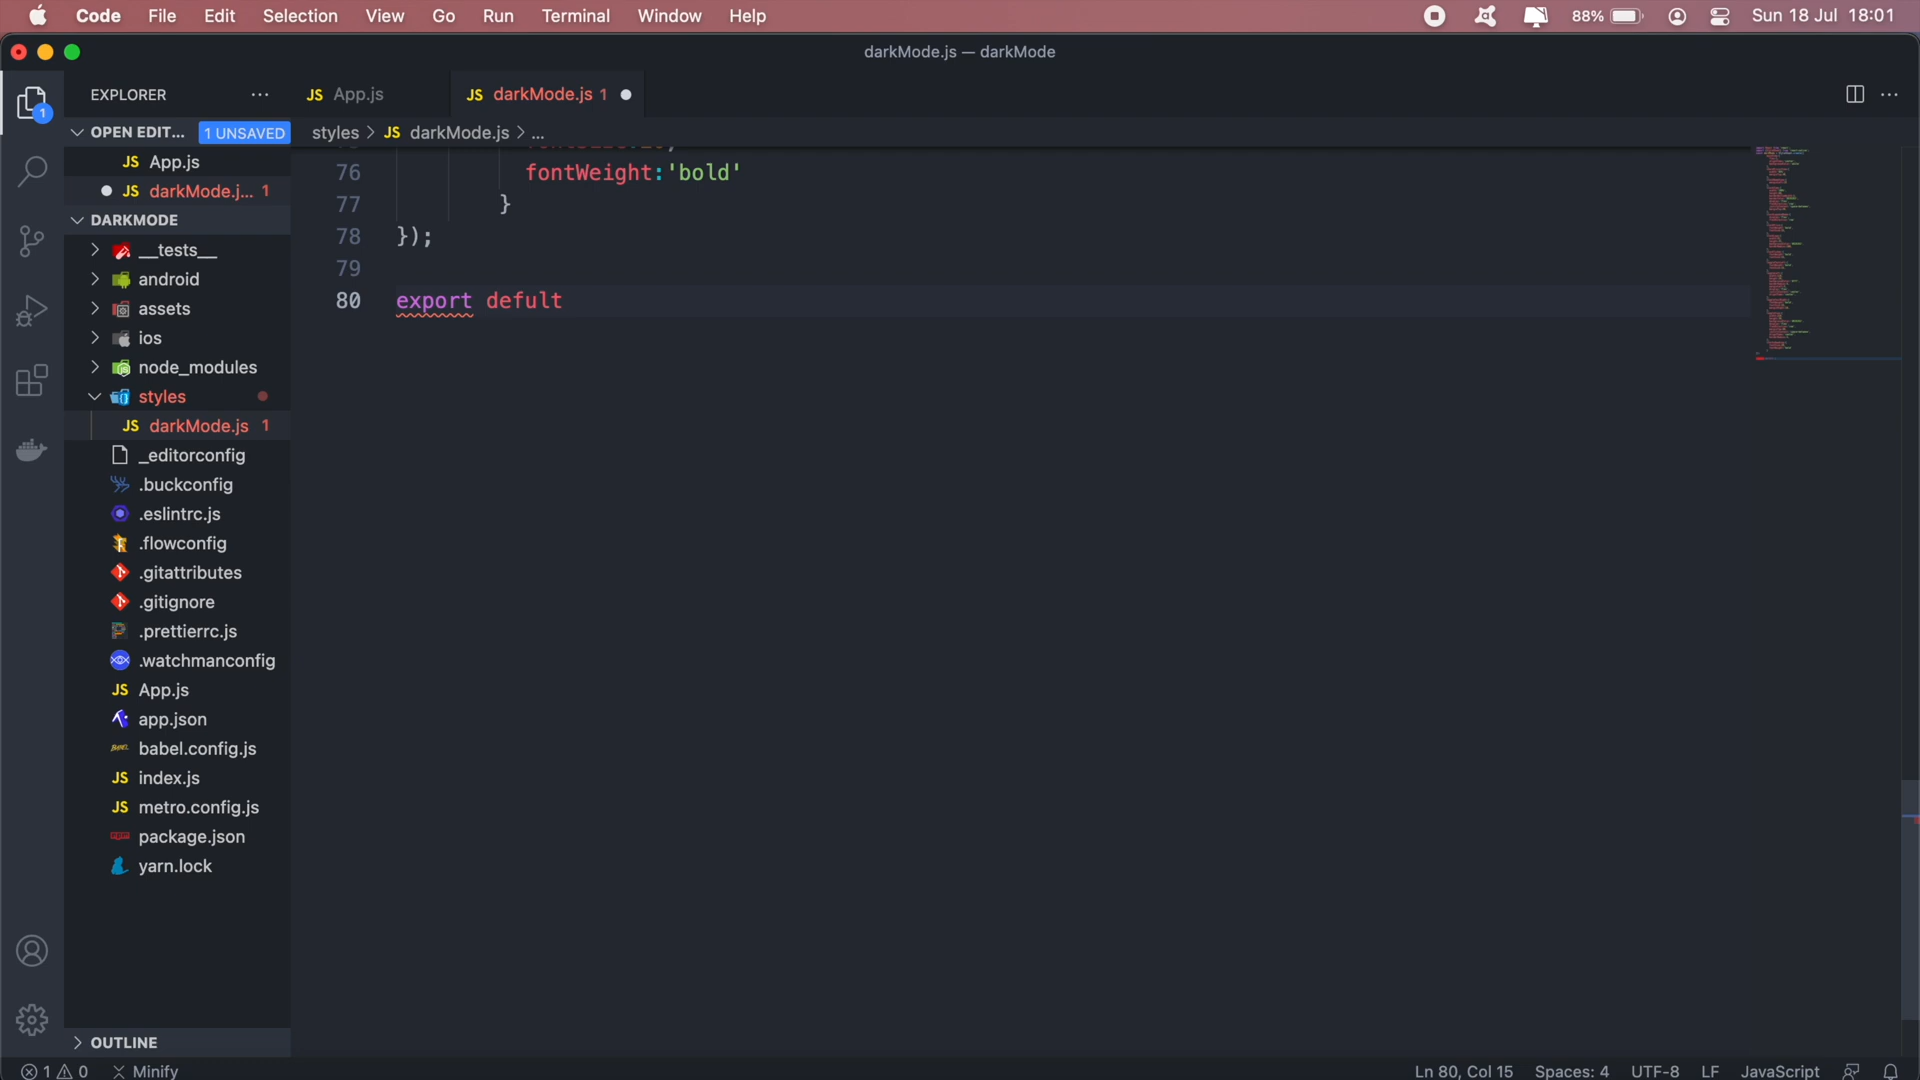 Code File Edit Selection View Go Run Terminal Window Help 88% Sun 18 Jul 18:01
darkMode.js — darkMode
EXPLORER ... JS App.js JS darkMode.js 1
OPEN EDIT... 1 UNSAVED styles > JS darkMode.js > ...
JS App.js
JS darkMode.j... 1
DARKMODE
__tests__
android
assets
ios
node_modules
styles
JS darkMode.js 1
_editorconfig
.buckconfig
.eslintrc.js
.flowconfig
.gitattributes
.gitignore
.prettierrc.js
.watchmanconfig
JS App.js
app.json
babel.config.js
JS index.js
JS metro.config.js
package.json
yarn.lock
OUTLINE
76 fontWeight:'bold'
77 }
78 });
79
80 export defult
1 0 Minify Ln 80, Col 15 Spaces: 4 UTF-8 LF JavaScript